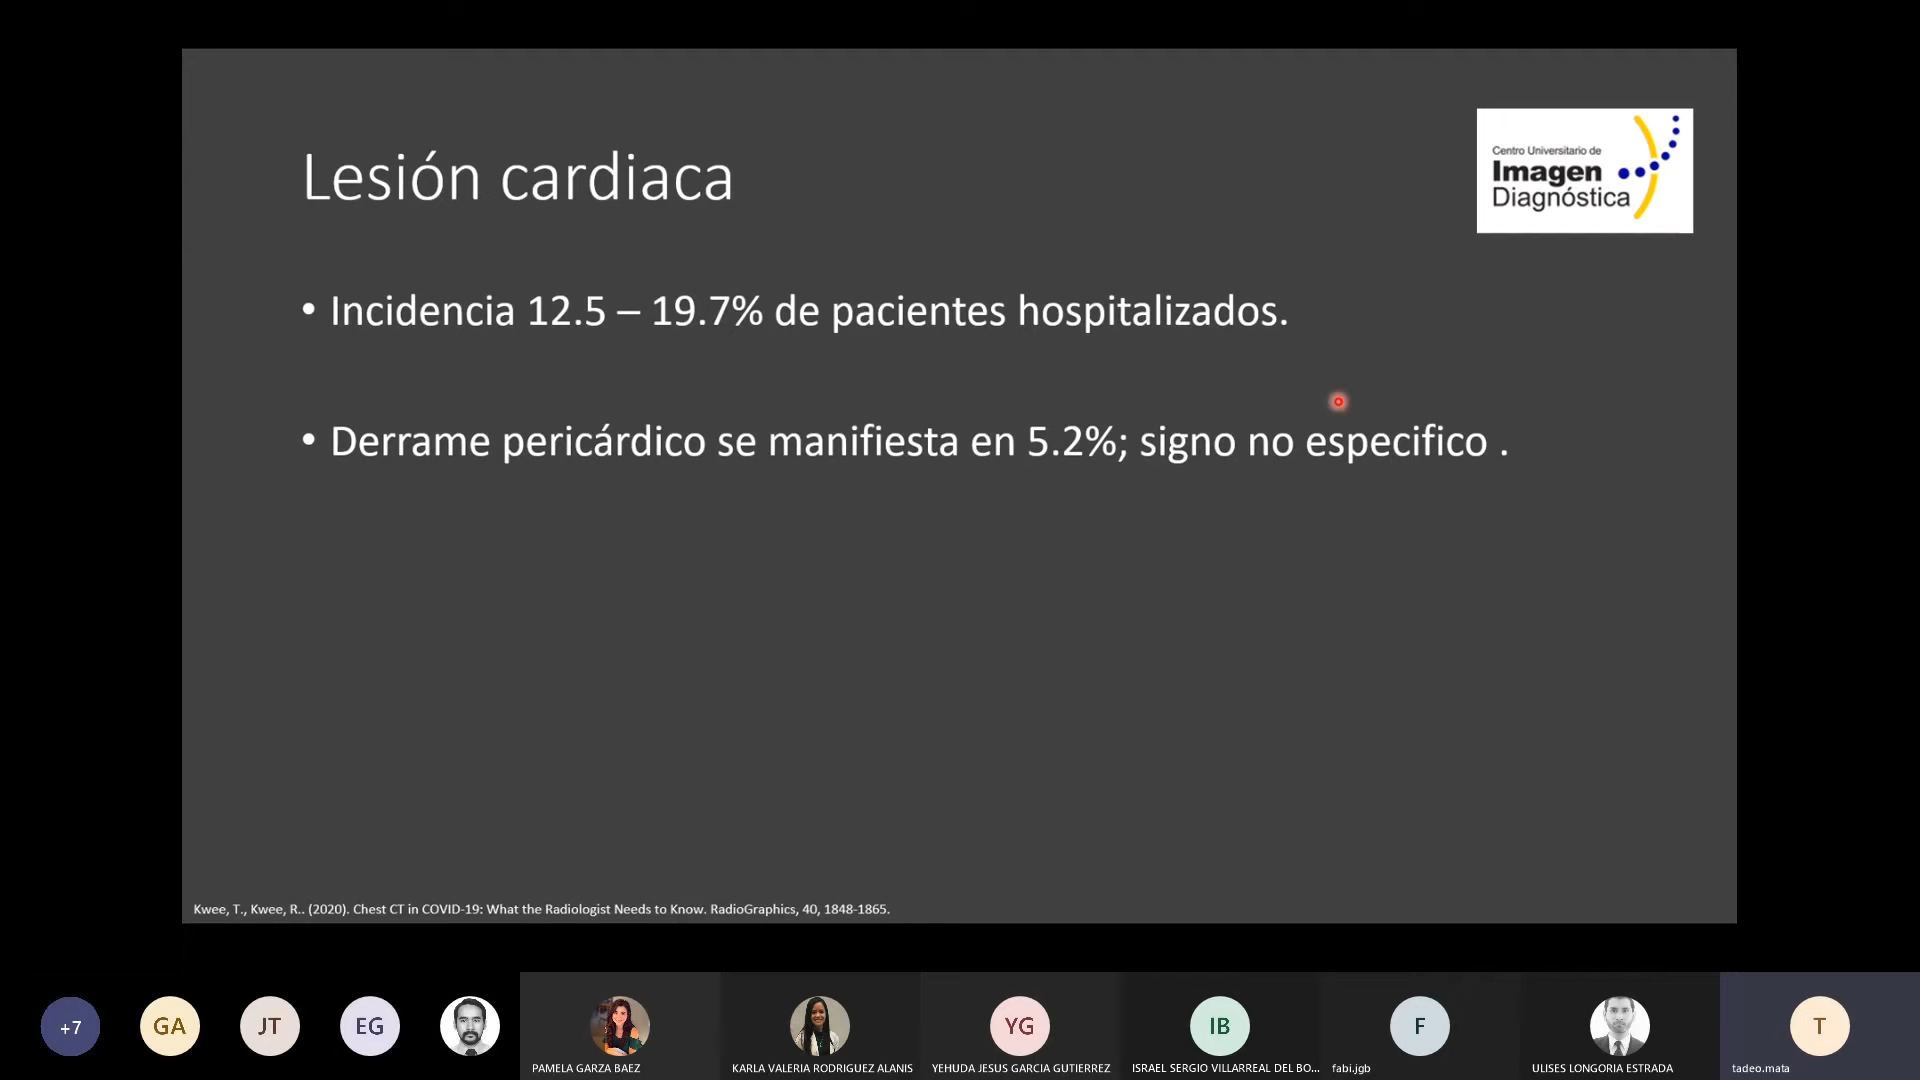 Lesión cardiaca
Centro Universitario de
Imagen
Diagnóstica
• Incidencia 12.5 – 19.7% de pacientes hospitalizados.
• Derrame pericárdico se manifiesta en 5.2%; signo no especifico .
Kwee, T., Kwee, R.. (2020). Chest CT in COVID-19: What the Radiologist Needs to Know. RadioGraphics, 40, 1848-1865.
+7
GA
JT
EG
YG
IB
F
T
PAMELA GARZA BAEZ
KARLA VALERIA RODRIGUEZ ALANIS
YEHUDA JESUS GARCIA GUTIERREZ
ISRAEL SERGIO VILLARREAL DEL BO...
fabi.jgb
ULISES LONGORIA ESTRADA
tadeo.mata